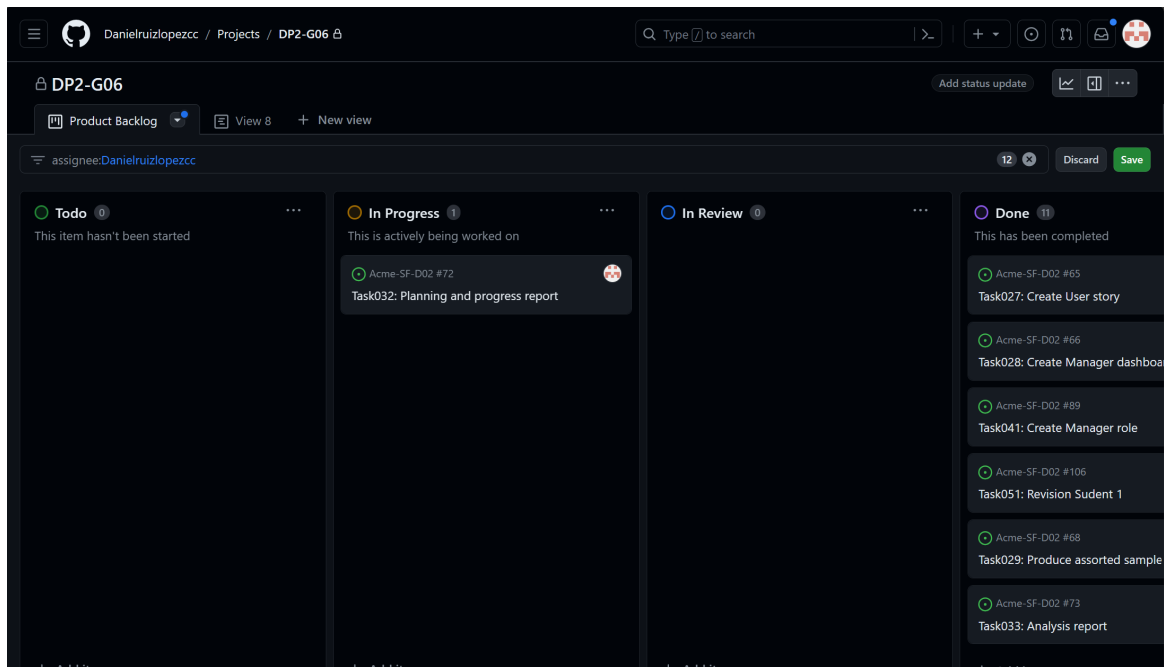 Danielruizlopezcc / Projects / DP2-G06
Type / to search
DP2-G06
Add status update
Product Backlog
View 8
+ New view
assignee:Danielruizlopezcc
12
Discard
Save
Todo 0
This item hasn't been started
In Progress 1
This is actively being worked on
Acme-SF-D02 #72
Task032: Planning and progress report
In Review 0
Done 11
This has been completed
Acme-SF-D02 #65
Task027: Create User story
Acme-SF-D02 #66
Task028: Create Manager dashboa
Acme-SF-D02 #89
Task041: Create Manager role
Acme-SF-D02 #106
Task051: Revision Sudent 1
Acme-SF-D02 #68
Task029: Produce assorted sample
Acme-SF-D02 #73
Task033: Analysis report